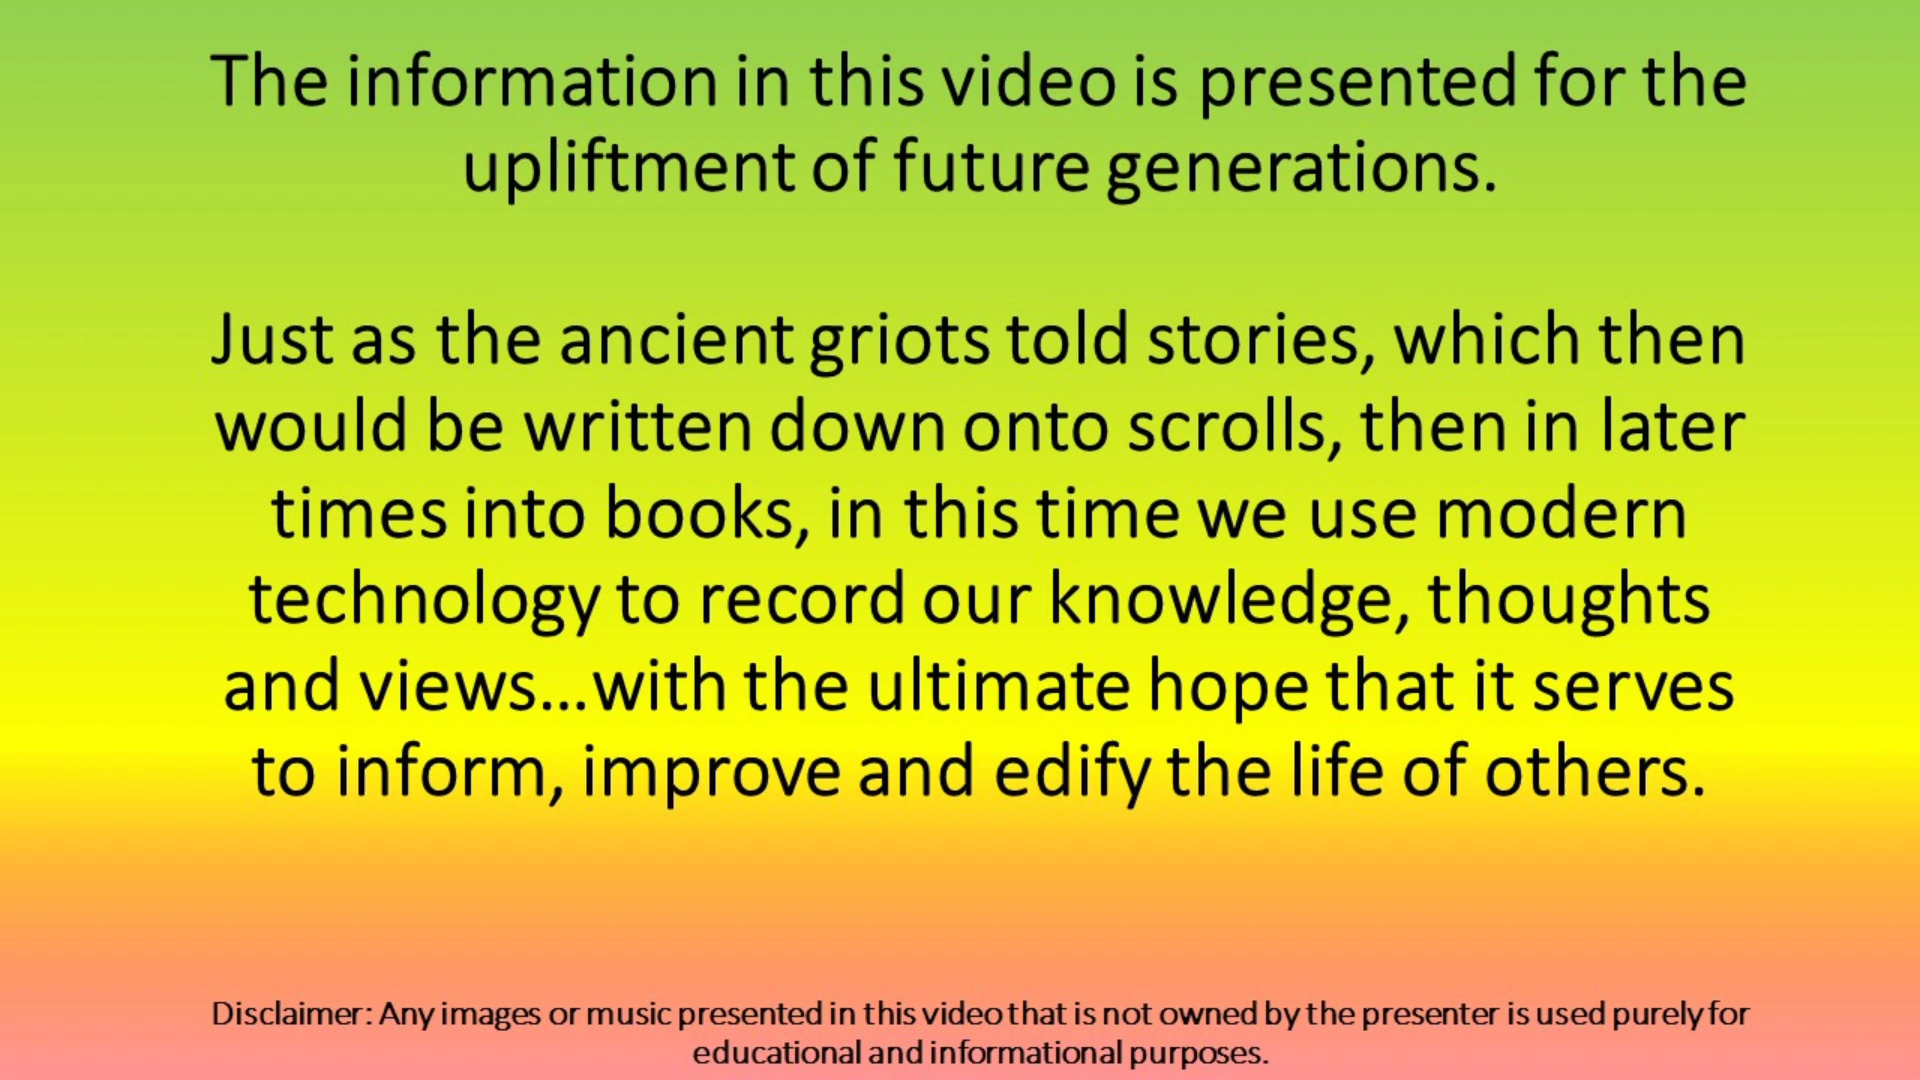 The information in this video is presented for the
upliftment of future generations.
Just as the ancient griots told stories, which then
would be written down onto scrolls, then in later
times into books, in this time we use modern
technology to record our knowledge, thoughts
and views...with the ultimate hope that it serves
to inform, improve and edify the life of others.
Disclaimer: Any images or music presented in this video that is not owned by the presenter is used purely for
educational and informational purposes.